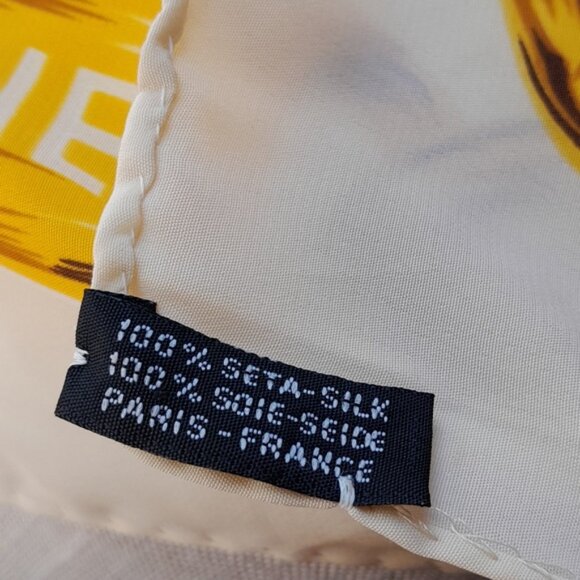 100% SETA-SILK
100% SOIE-SEIDE
PARIS - FRANCE